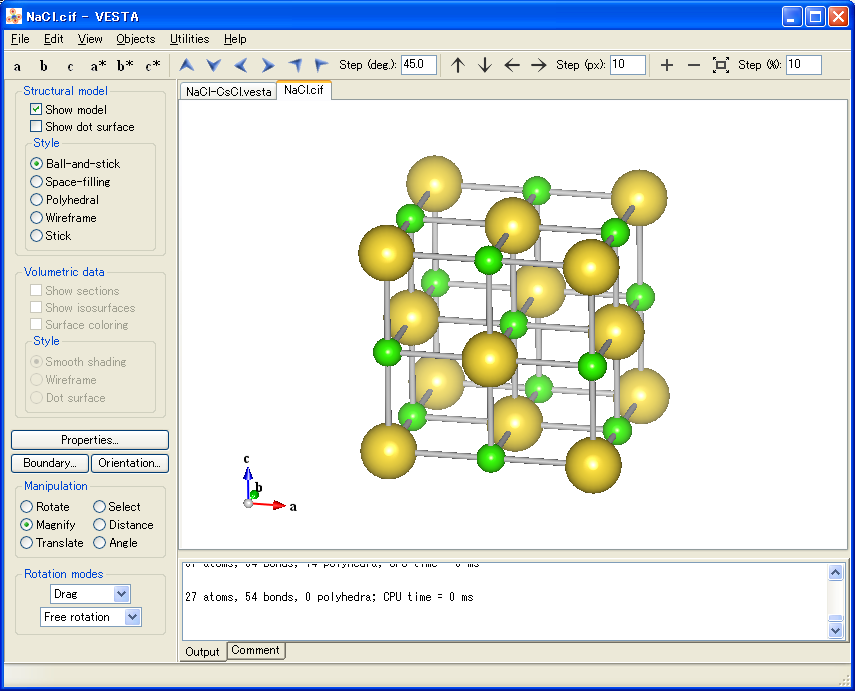 NaCl.cif - VESTA
File Edit View Objects Utilities Help
a b c a* b* c* Step (deg.): 45.0 Step (px): 10 Step (%): 10
NaCl-CsCl.vesta NaCl.cif
Structural model
Show model
Show dot surface
Style
Ball-and-stick
Space-filling
Polyhedral
Wireframe
Stick
Volumetric data
Show sections
Show isosurfaces
Surface coloring
Style
Smooth shading
Wireframe
Dot surface
Properties...
Boundary... Orientation...
Manipulation
Rotate Select
Magnify Distance
Translate Angle
Rotation modes
Drag
Free rotation
c
b
a
27 atoms, 54 bonds, 0 polyhedra; CPU time = 0 ms
Output Comment